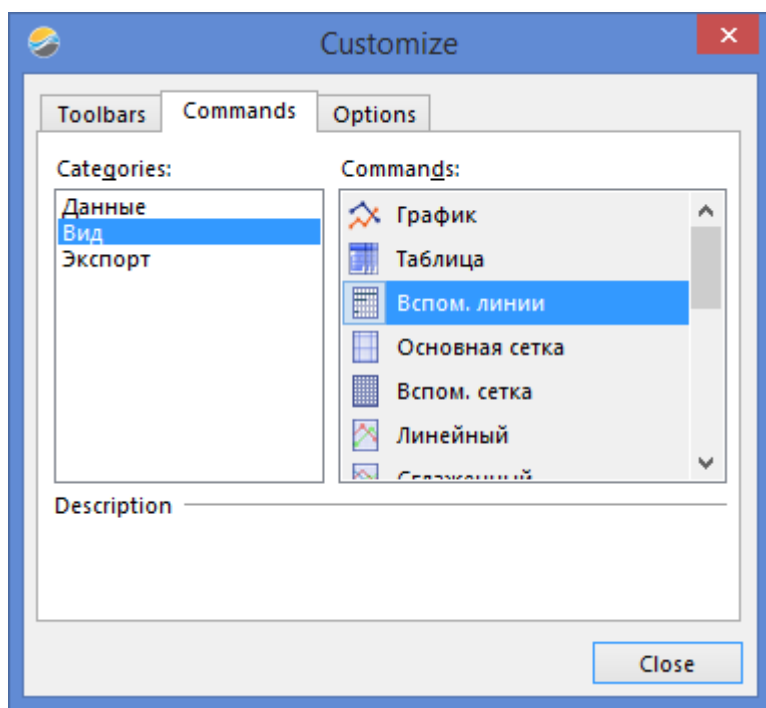 Customize
Toolbars Commands Options
Categories:
Данные
Вид
Экспорт
Commands:
График
Таблица
Вспом. линии
Основная сетка
Вспом. сетка
Линейный
Description
Close